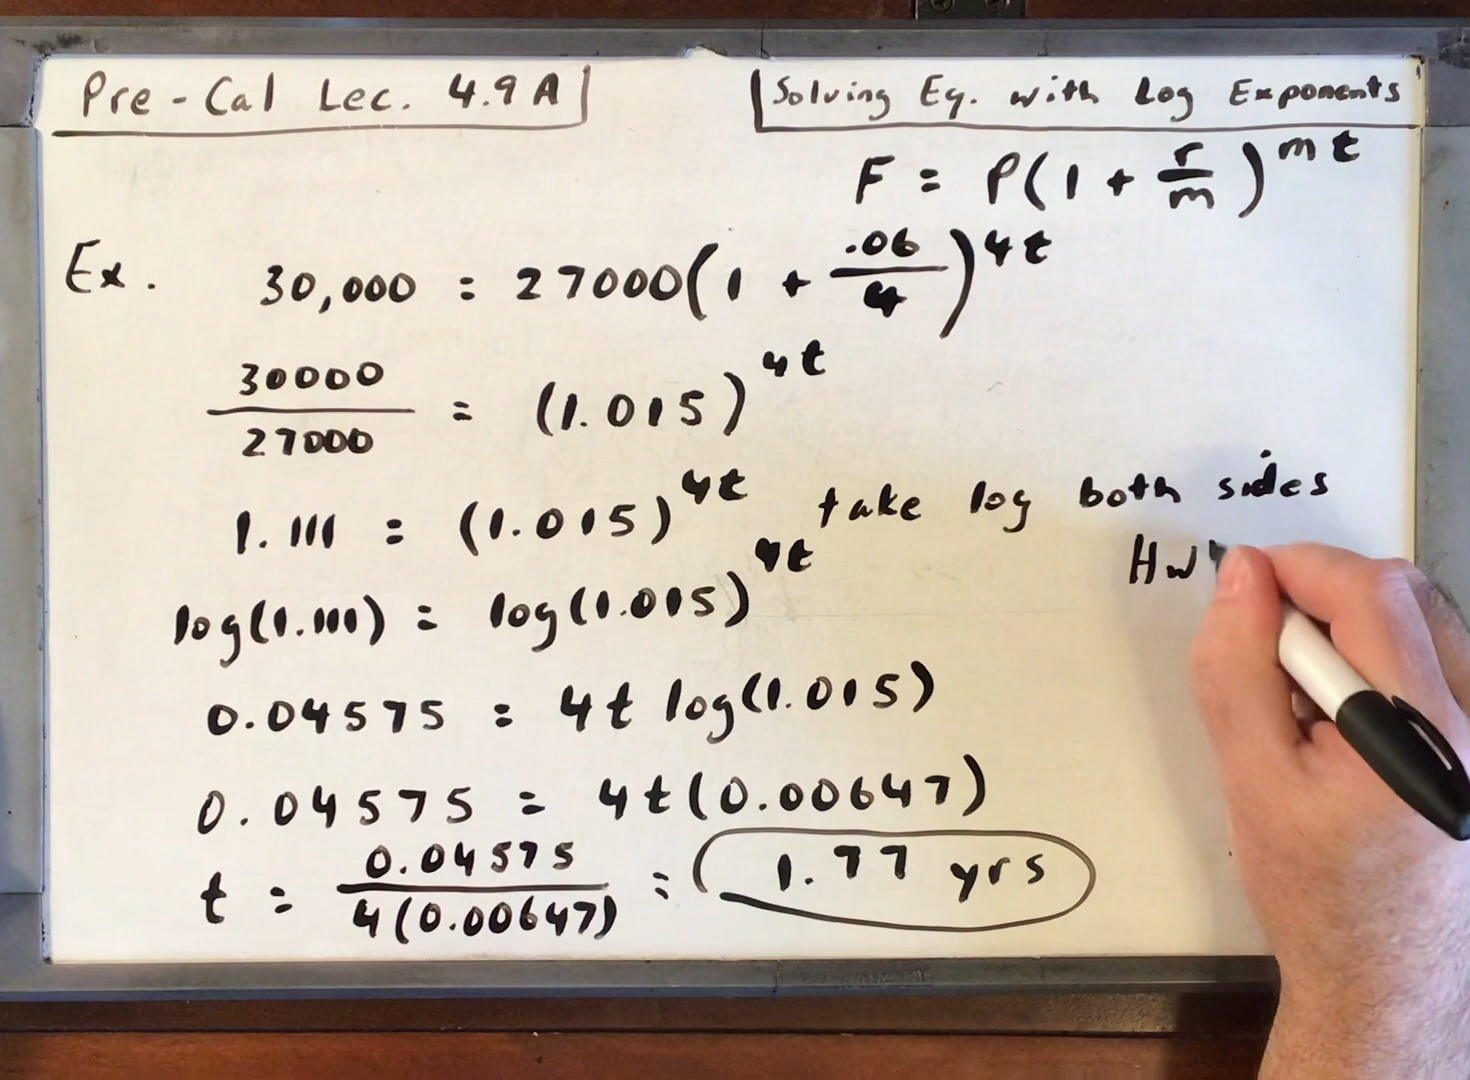 Pre-Cal Lec. 4.9A
Solving Eq. with Log Exponents
F = P(1 + r/m)^mt
Ex. 30,000 = 27000(1 + .06/4)^4t
30000/27000 = (1.015)^4t
1.111 = (1.015)^4t take log both sides
Hw
log(1.111) = log(1.015)^4t
0.04575 = 4t log(1.015)
0.04575 = 4t(0.00647)
t = 0.04575/4(0.00647) = 1.77 yrs